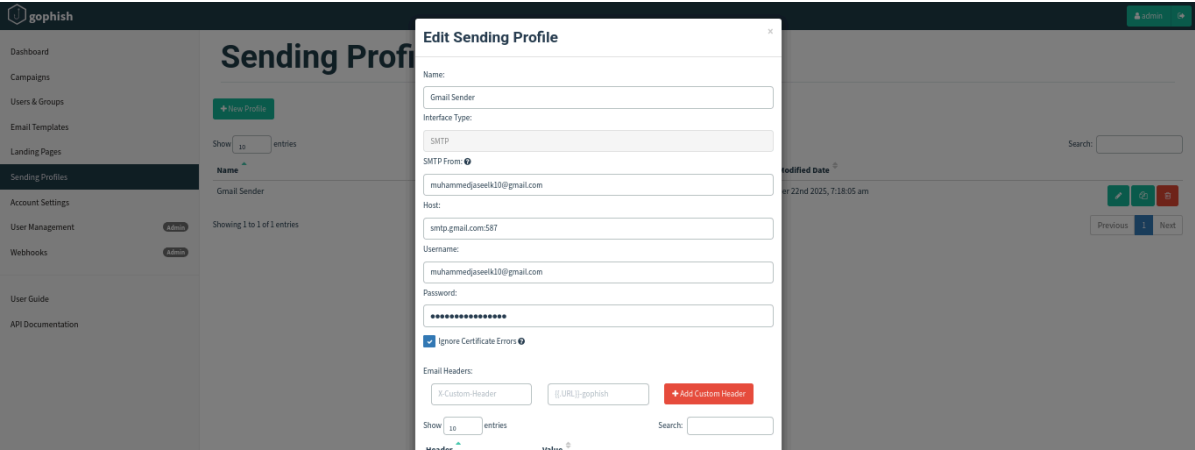 gophish
admin
Edit Sending Profile
×
Dashboard
Campaigns
Users & Groups
Email Templates
Landing Pages
Sending Profiles
Account Settings
User Management Admin
Webhooks Admin
User Guide
API Documentation
Sending Profi
+ New Profile
Show 10 entries
Search:
Name
odified Date
Gmail Sender
er 22nd 2025, 7:18:05 am
Showing 1 to 1 of 1 entries
Previous 1 Next
Name:
Gmail Sender
Interface Type:
SMTP
SMTP From:
muhammedjaseelk10@gmail.com
Host:
smtp.gmail.com:587
Username:
muhammedjaseelk10@gmail.com
Password:
••••••••••••••••
Ignore Certificate Errors
Email Headers:
X-Custom-Header
{{.URL}}-gophish
+ Add Custom Header
Show 10 entries
Search:
Header
Value